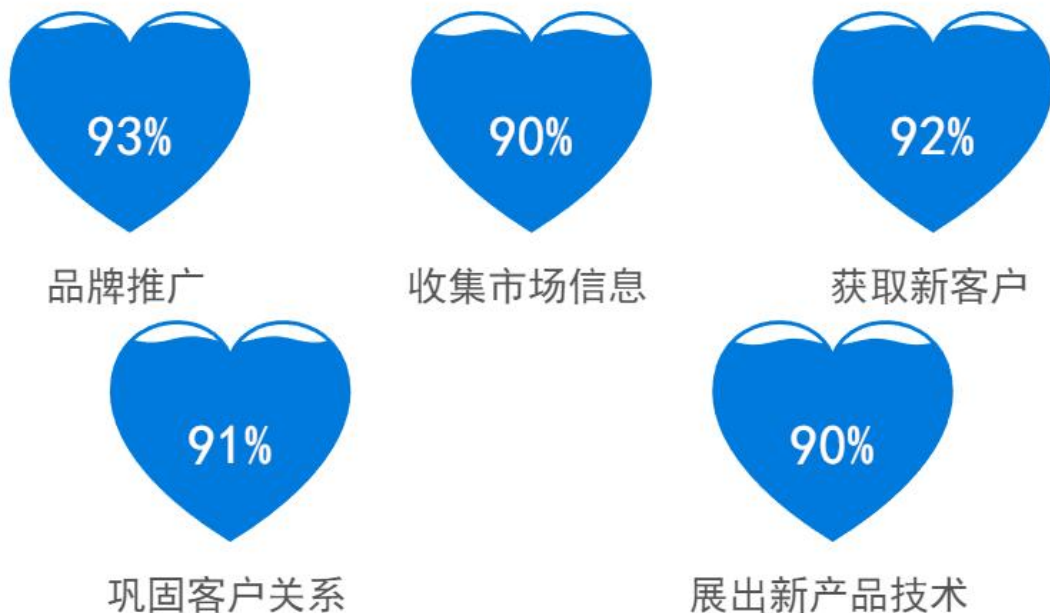 93%
90%
92%
品牌推广
收集市场信息
获取新客户
91%
90%
巩固客户关系
展出新产品技术